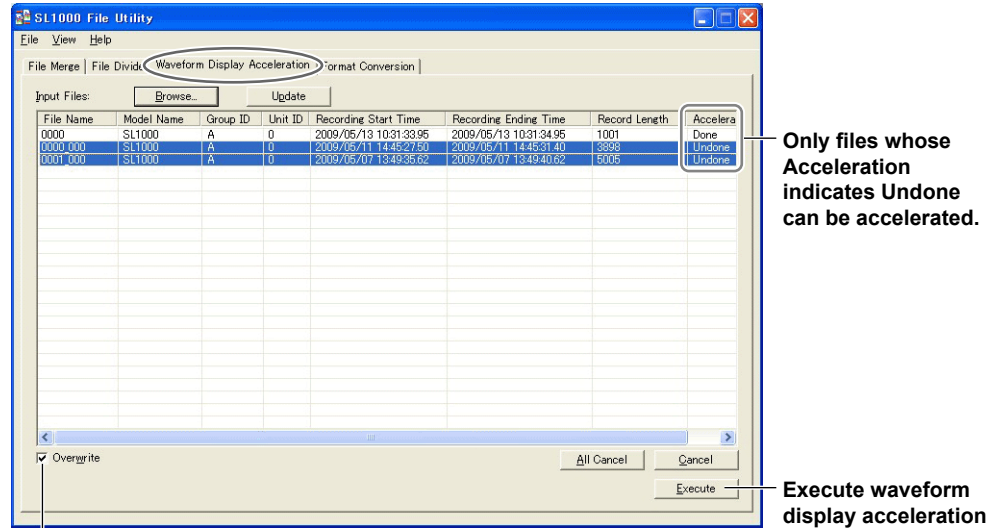 SL1000 File Utility
File View Help
File Merge File Divide Waveform Display Acceleration Format Conversion
Input Files: Browse... Update
File Name Model Name Group ID Unit ID Recording Start Time Recording Ending Time Record Length Accelera
0000 SL1000 A 0 2009/05/13 10:31:33.95 2009/05/13 10:31:34.95 1001 Done
0000_000 SL1000 A 0 2009/05/11 14:45:27.50 2009/05/11 14:45:31.40 3898 Undone
0001_000 SL1000 A 0 2009/05/07 13:49:35.62 2009/05/07 13:49:40.62 5005 Undone
Only files whose
Acceleration
indicates Undone
can be accelerated.
Overwrite All Cancel Cancel
Execute
Execute waveform
display acceleration